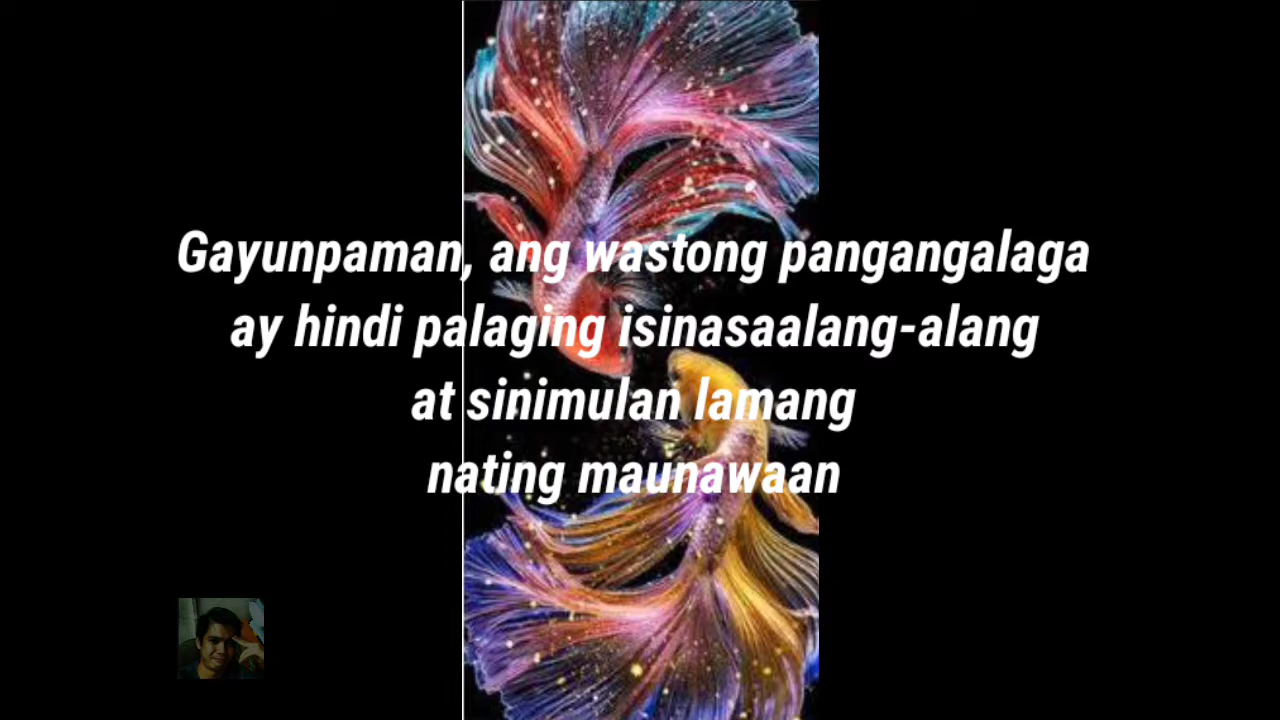 Gayunpaman, ang wastong pangangalaga
ay hindi palaging isinasaalang-alang
at sinimulan lamang
nating maunawaan